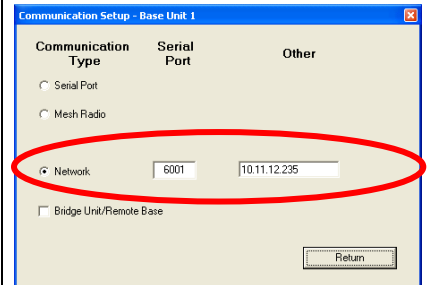 Communication Setup - Base Unit 1
Communication Type
Serial Port
Other
Serial Port
Mesh Radio
Network 6001 10.11.12.235
Bridge Unit/Remote Base
Return